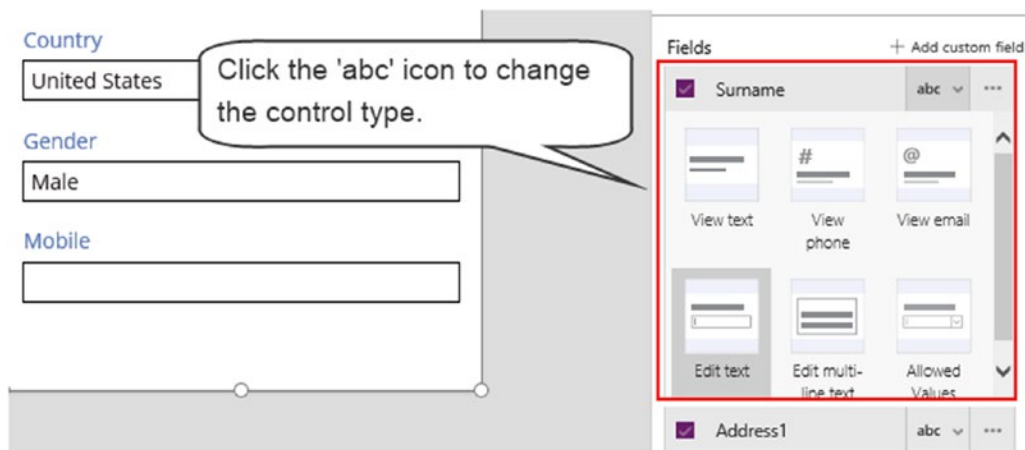 Country
United States
Click the 'abc' icon to change
the control type.
Gender
Male
Mobile
Fields
+ Add custom field
Surname
abc
...
View text
View
phone
View email
Edit text
Edit multi-
line text
Allowed
Values
Address1
abc
...